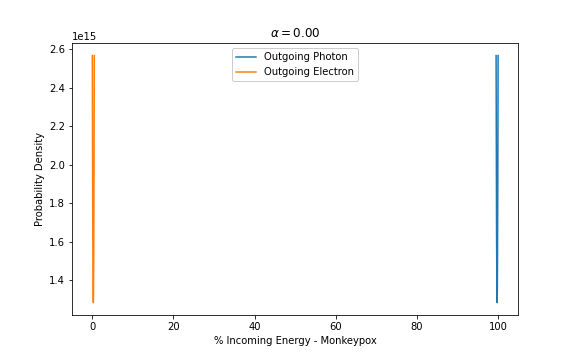 α = 0.00
1e15
2.6
2.4
2.2
2.0
1.8
1.6
1.4
Probability Density
Outgoing Photon
Outgoing Electron
0 20 40 60 80 100
% Incoming Energy - Monkeypox